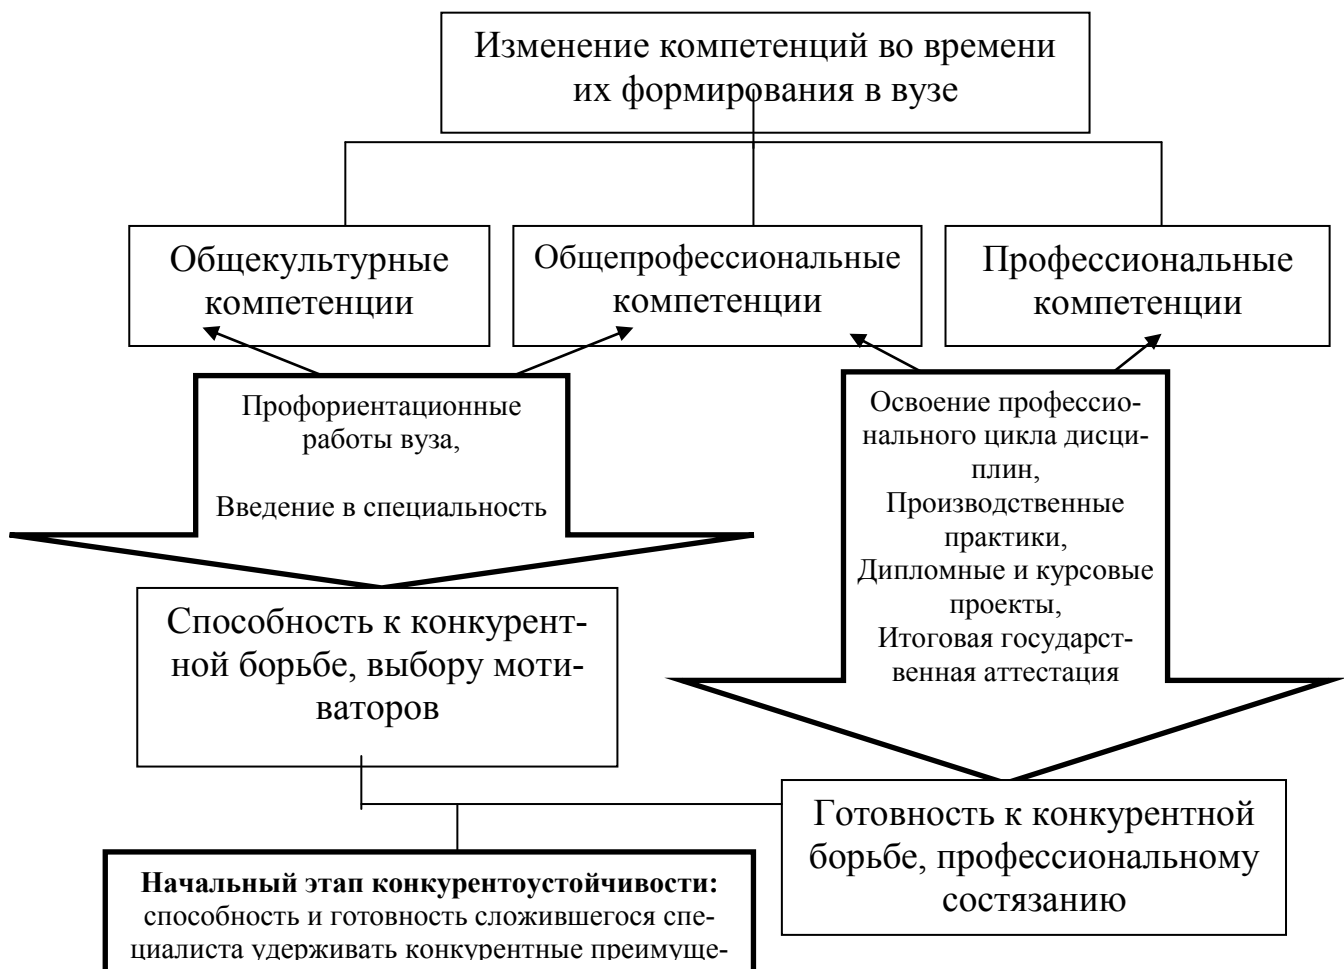 Изменение компетенций во времени
их формирования в вузе
Общекультурные
компетенции
Общепрофессиональные
компетенции
Профессиональные
компетенции
Профориентационные
работы вуза,
Введение в специальность
Освоение профессио-
нального цикла дисци-
плин,
Производственные
практики,
Дипломные и курсовые
проекты,
Итоговая государст-
венная аттестация
Способность к конкурент-
ной борьбе, выбору моти-
ваторов
Готовность к конкурентной
борьбе, профессиональному
состязанию
Начальный этап конкурентоустойчивости:
способность и готовность сложившегося спе-
циалиста удерживать конкурентные преимуще-